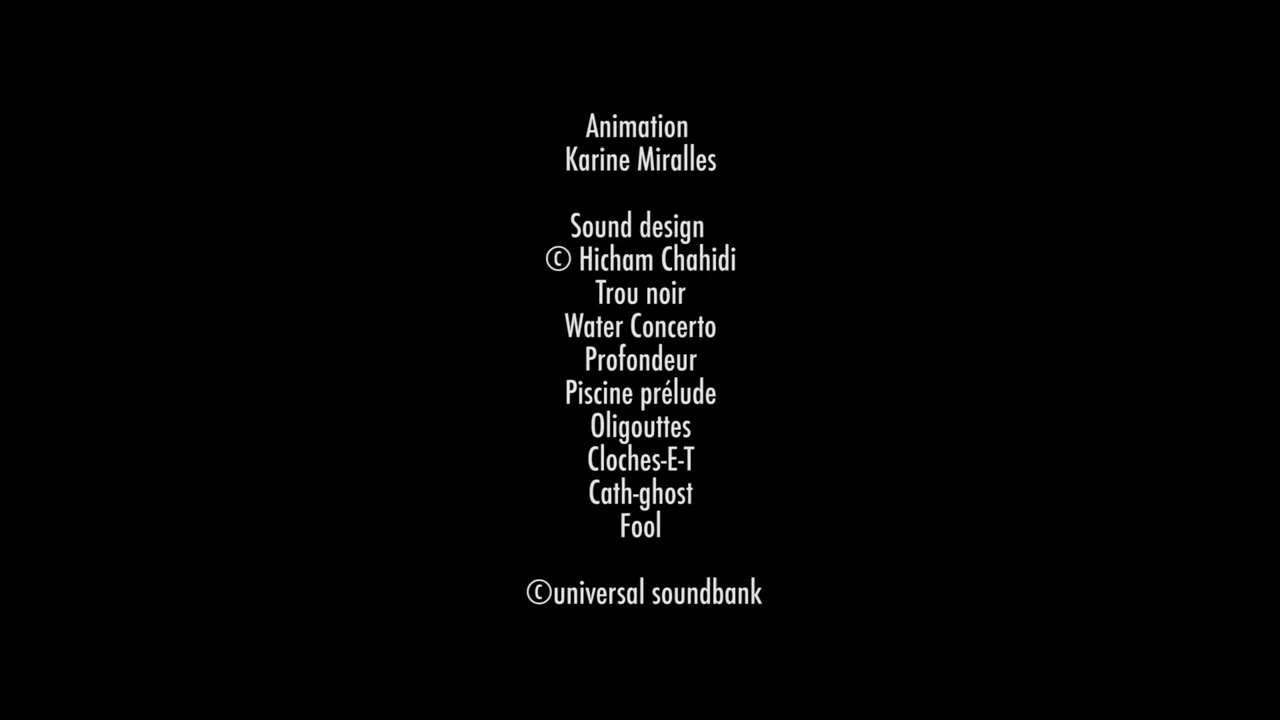 Animation
Karine Miralles
Sound design
© Hicham Chahidi
Trou noir
Water Concerto
Profondeur
Piscine prélude
Oligouttes
Cloches-E-T
Cath-ghost
Fool
©universal soundbank